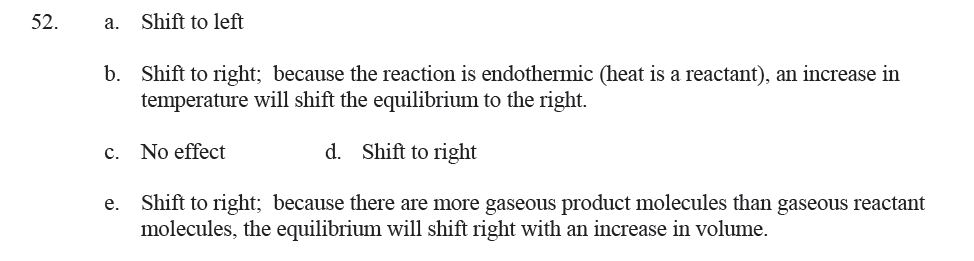 52. a. Shift to left
b. Shift to right; because the reaction is endothermic (heat is a reactant), an increase in
temperature will shift the equilibrium to the right.
c. No effect d. Shift to right
e. Shift to right; because there are more gaseous product molecules than gaseous reactant
molecules, the equilibrium will shift right with an increase in volume.